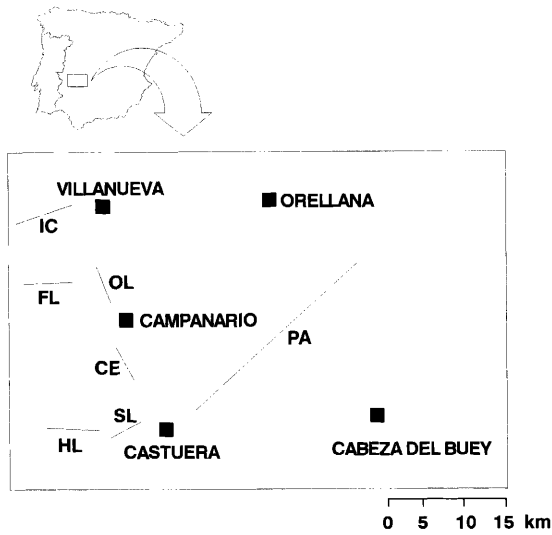 VILLANUEVA
ORELLANA
IC
OL
FL
CAMPANARIO
PA
CE
SL
HL
CASTUERA
CABEZA DEL BUEY
0 5 10 15 km